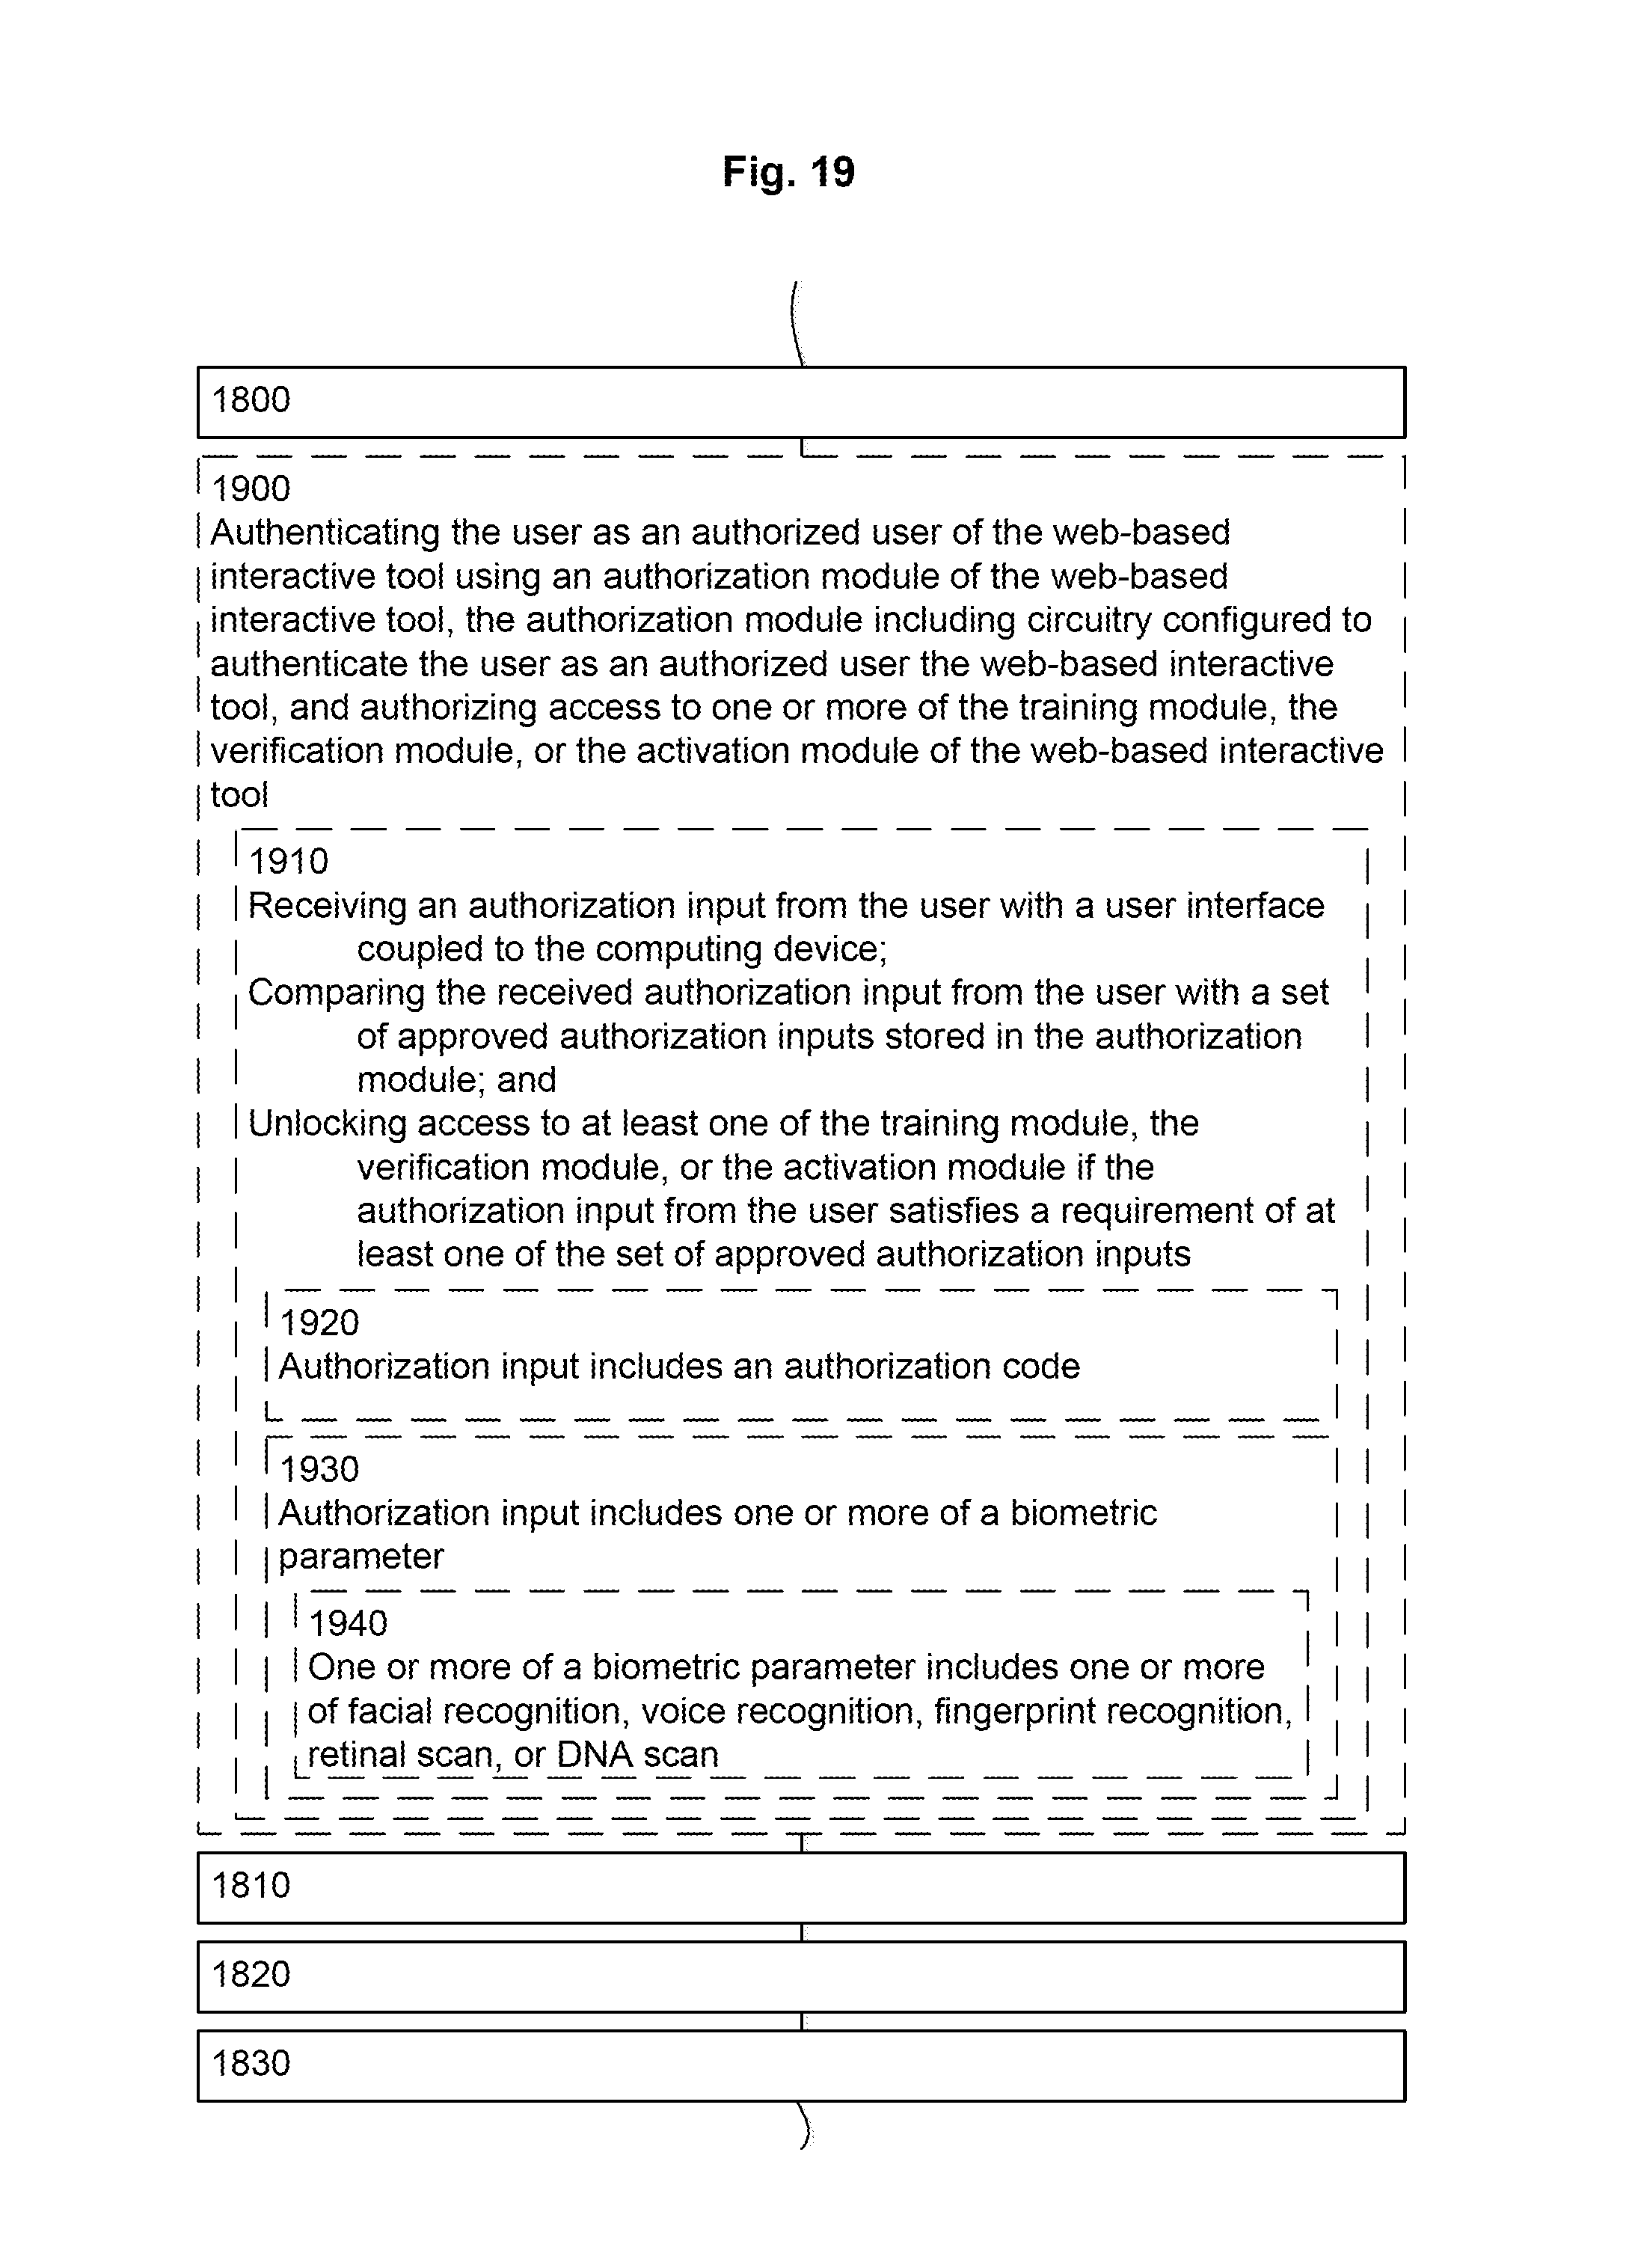 Fig. 19
1800
1900
Authenticating the user as an authorized user of the web-based
interactive tool using an authorization module of the web-based
interactive tool, the authorization module including circuitry configured to
authenticate the user as an authorized user the web-based interactive
tool, and authorizing access to one or more of the training module, the
verification module, or the activation module of the web-based interactive
tool
1910
Receiving an authorization input from the user with a user interface
coupled to the computing device;
Comparing the received authorization input from the user with a set
of approved authorization inputs stored in the authorization
module; and
Unlocking access to at least one of the training module, the
verification module, or the activation module if the
authorization input from the user satisfies a requirement of at
least one of the set of approved authorization inputs
1920
Authorization input includes an authorization code
1930
Authorization input includes one or more of a biometric
parameter
1940
One or more of a biometric parameter includes one or more
of facial recognition, voice recognition, fingerprint recognition,
retinal scan, or DNA scan
1810
1820
1830